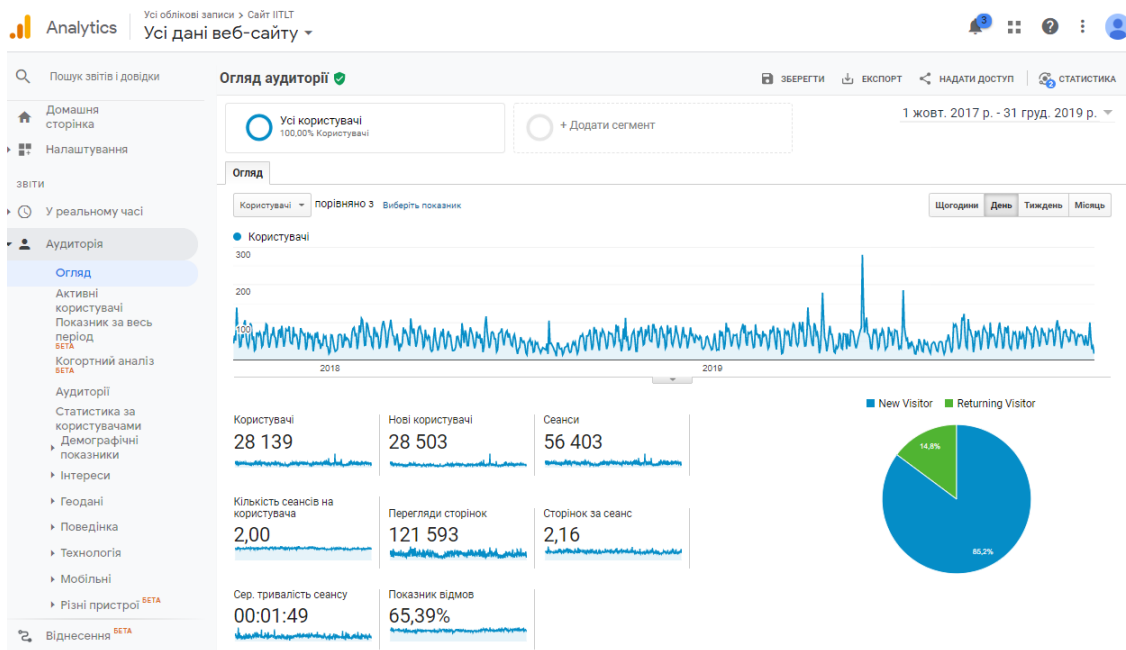 Analytics
Усі облікові записи > Сайт IITLT
Усі дані веб-сайту
3
Пошук звітів і довідки
Домашня
сторінка
Налаштування
ЗВІТИ
У реальному часі
Аудиторія
Огляд
Активні
користувачі
Показник за весь
період
БЕТА
Когортний аналіз
БЕТА
Аудиторії
Статистика за
користувачами
Демографічні
показники
Інтереси
Геодані
Поведінка
Технологія
Мобільні
Різні пристрої БЕТА
Віднесення БЕТА
Огляд аудиторії
ЗБЕРЕГТИ
ЕКСПОРТ
НАДАТИ ДОСТУП
2
СТАТИСТИКА
Усі користувачі
100,00% Користувачі
+ Додати сегмент
1 жовт. 2017 р. - 31 груд. 2019 р.
Огляд
Користувачі
порівняно з
Виберіть показник
Щогодини
День
Тиждень
Місяць
Користувачі
300
200
100
2018
2019
New Visitor
Returning Visitor
Користувачі
28 139
Нові користувачі
28 503
Сеанси
56 403
Кількість сеансів на
користувача
2,00
Перегляди сторінок
121 593
Сторінок за сеанс
2,16
Сер. тривалість сеансу
00:01:49
Показник відмов
65,39%
14,8%
85,2%